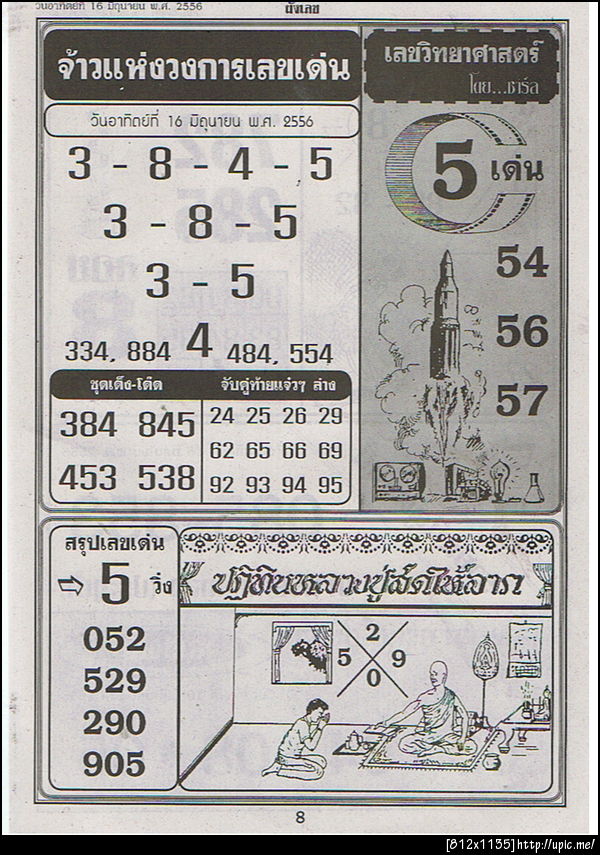 วันอาทิตย์ที่ 16 มิถุนายน พ.ศ. 2556
จ้าวแห่งวงการเลขเด่น
วันอาทิตย์ที่ 16 มิถุนายน พ.ศ. 2556
3 - 8 - 4 - 5
3 - 8 - 5
3 - 5
334, 884 4 484, 554
ชุดเต็ง-โต๊ด
384 845
453 538
จับคู่ท้ายแจ๋วๆ ล่าง
24 25 26 29
62 65 66 69
92 93 94 95
เลขวิทยาศาสตร์
โดย...ชาร์ล
5 เด่น
54
56
57
สรุปเลขเด่น
⇨ 5 วิ่ง
052
529
290
905
ปฏิทินหลวงปู่สดให้ลาภ
2
5 9
0
8
[812x1155]http://upic.me/